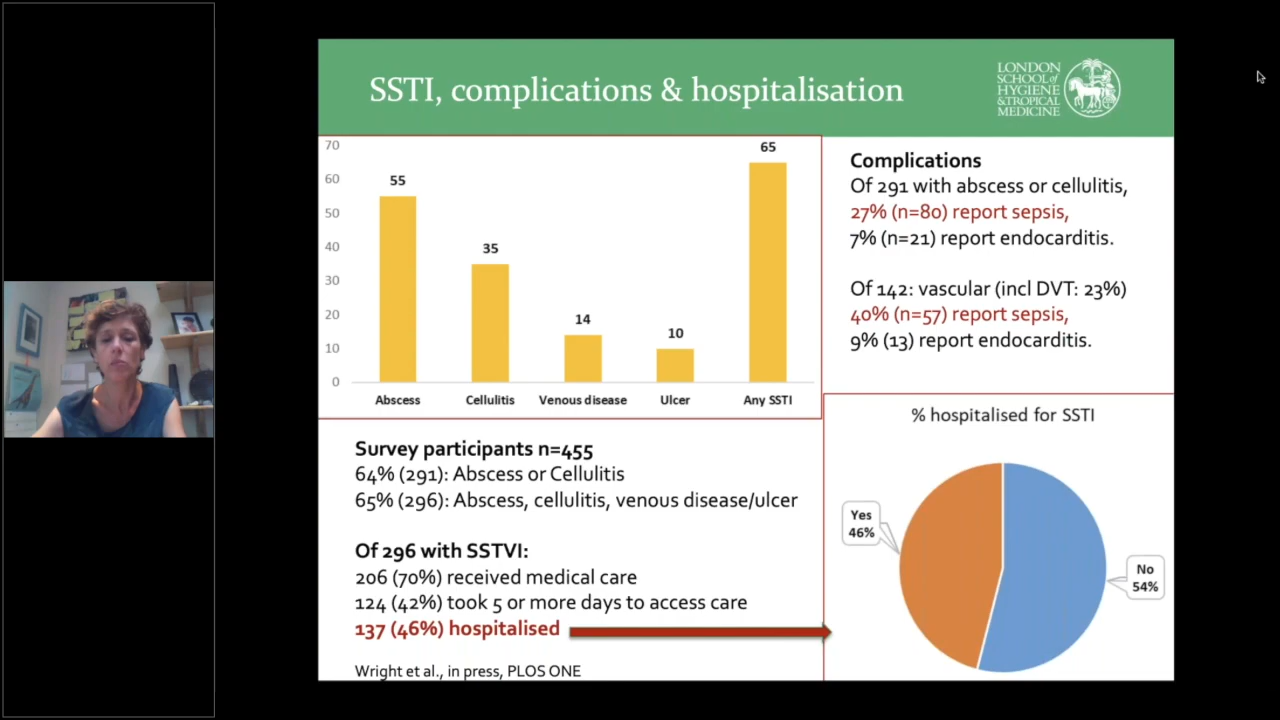 SSTI, complications & hospitalisation
LONDON
SCHOOL of
HYGIENE
& TROPICAL
MEDICINE
70
60
50
40
30
20
10
0
55
35
14
10
65
Abscess
Cellulitis
Venous disease
Ulcer
Any SSTI
Complications
Of 291 with abscess or cellulitis,
27% (n=80) report sepsis,
7% (n=21) report endocarditis.
Of 142: vascular (incl DVT: 23%)
40% (n=57) report sepsis,
9% (13) report endocarditis.
Survey participants n=455
64% (291): Abscess or Cellulitis
65% (296): Abscess, cellulitis, venous disease/ulcer
Of 296 with SSTVI:
206 (70%) received medical care
124 (42%) took 5 or more days to access care
137 (46%) hospitalised
Wright et al., in press, PLOS ONE
% hospitalised for SSTI
Yes
46%
No
54%